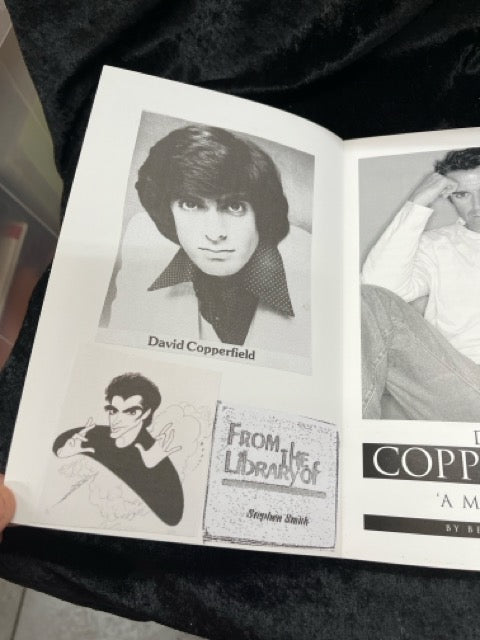 David Copperfield
FROM THE
LIBRARY OF
Stephen Smith
D
COPP
'A M
BY BE